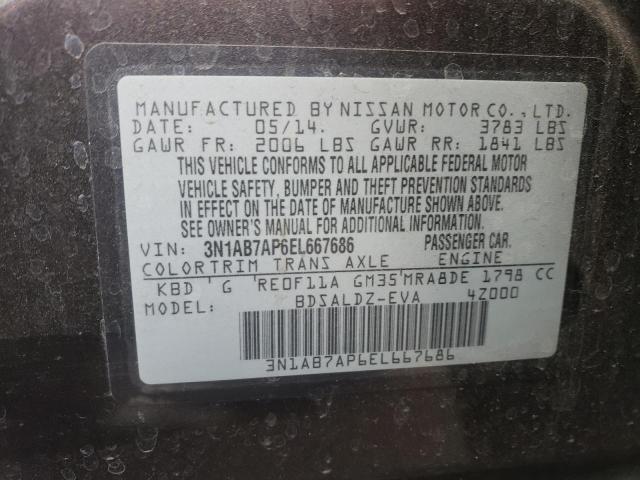 MANUFACTURED BY NISSAN MOTOR CO., LTD.
DATE: 05/14. GVWR: 3783 LBS
GAWR FR: 2006 LBS GAWR RR: 1841 LBS
THIS VEHICLE CONFORMS TO ALL APPLICABLE FEDERAL MOTOR
VEHICLE SAFETY, BUMPER AND THEFT PREVENTION STANDARDS
IN EFFECT ON THE DATE OF MANUFACTURE SHOWN ABOVE.
SEE OWNER'S MANUAL FOR ADDITIONAL INFORMATION.
VIN: 3N1AB7AP6EL667686 PASSENGER CAR.
COLOR TRIM TRANS AXLE ENGINE
KBD G RE0F11A GM35 MRA8DE 1798 CC
MODEL: BDSALDZ-EVA 4Z000
3N1AB7AP6EL667686